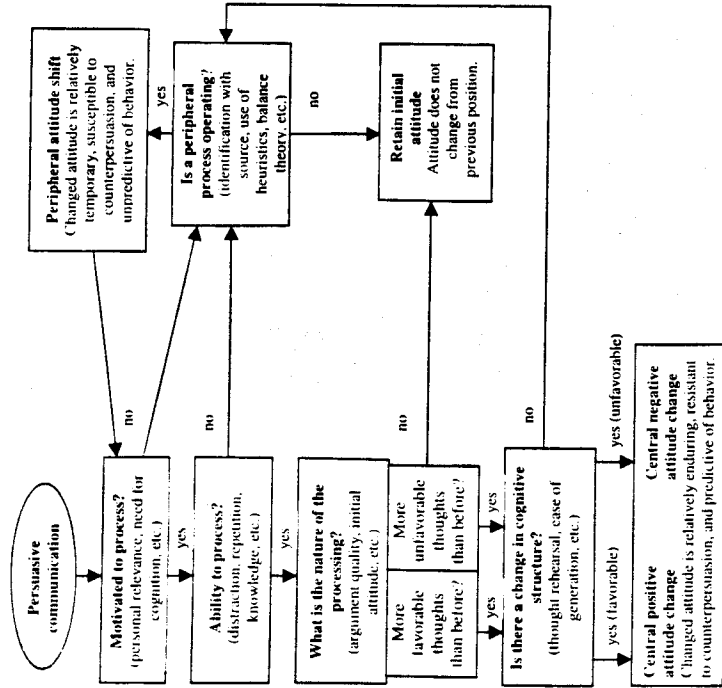 Persuasive
communication
Motivated to process?
(personal relevance, need for
cognition, etc.)
no
yes
Ability to process?
(distraction, repetition,
knowledge, etc.)
no
yes
What is the nature of the
processing?
(argument quality, initial
attitude, etc.)
More
favorable
thoughts
than before?
More
unfavorable
thoughts
than before?
no
yes
yes
Is there a change in cognitive
structure?
(thought rehearsal, ease of
generation, etc.)
no
yes (favorable)
yes (unfavorable)
Central positive
attitude change
Central negative
attitude change
Changed attitude is relatively enduring, resistant
to counterpersuasion, and predictive of behavior.
Peripheral attitude shift
Changed attitude is relatively
temporary, susceptible to
counterpersuasion, and
unpredictive of behavior.
yes
Is a peripheral
process operating?
(identification with
source, use of
heuristics, balance
theory, etc.)
no
Retain initial
attitude
Attitude does not
change from
previous position.